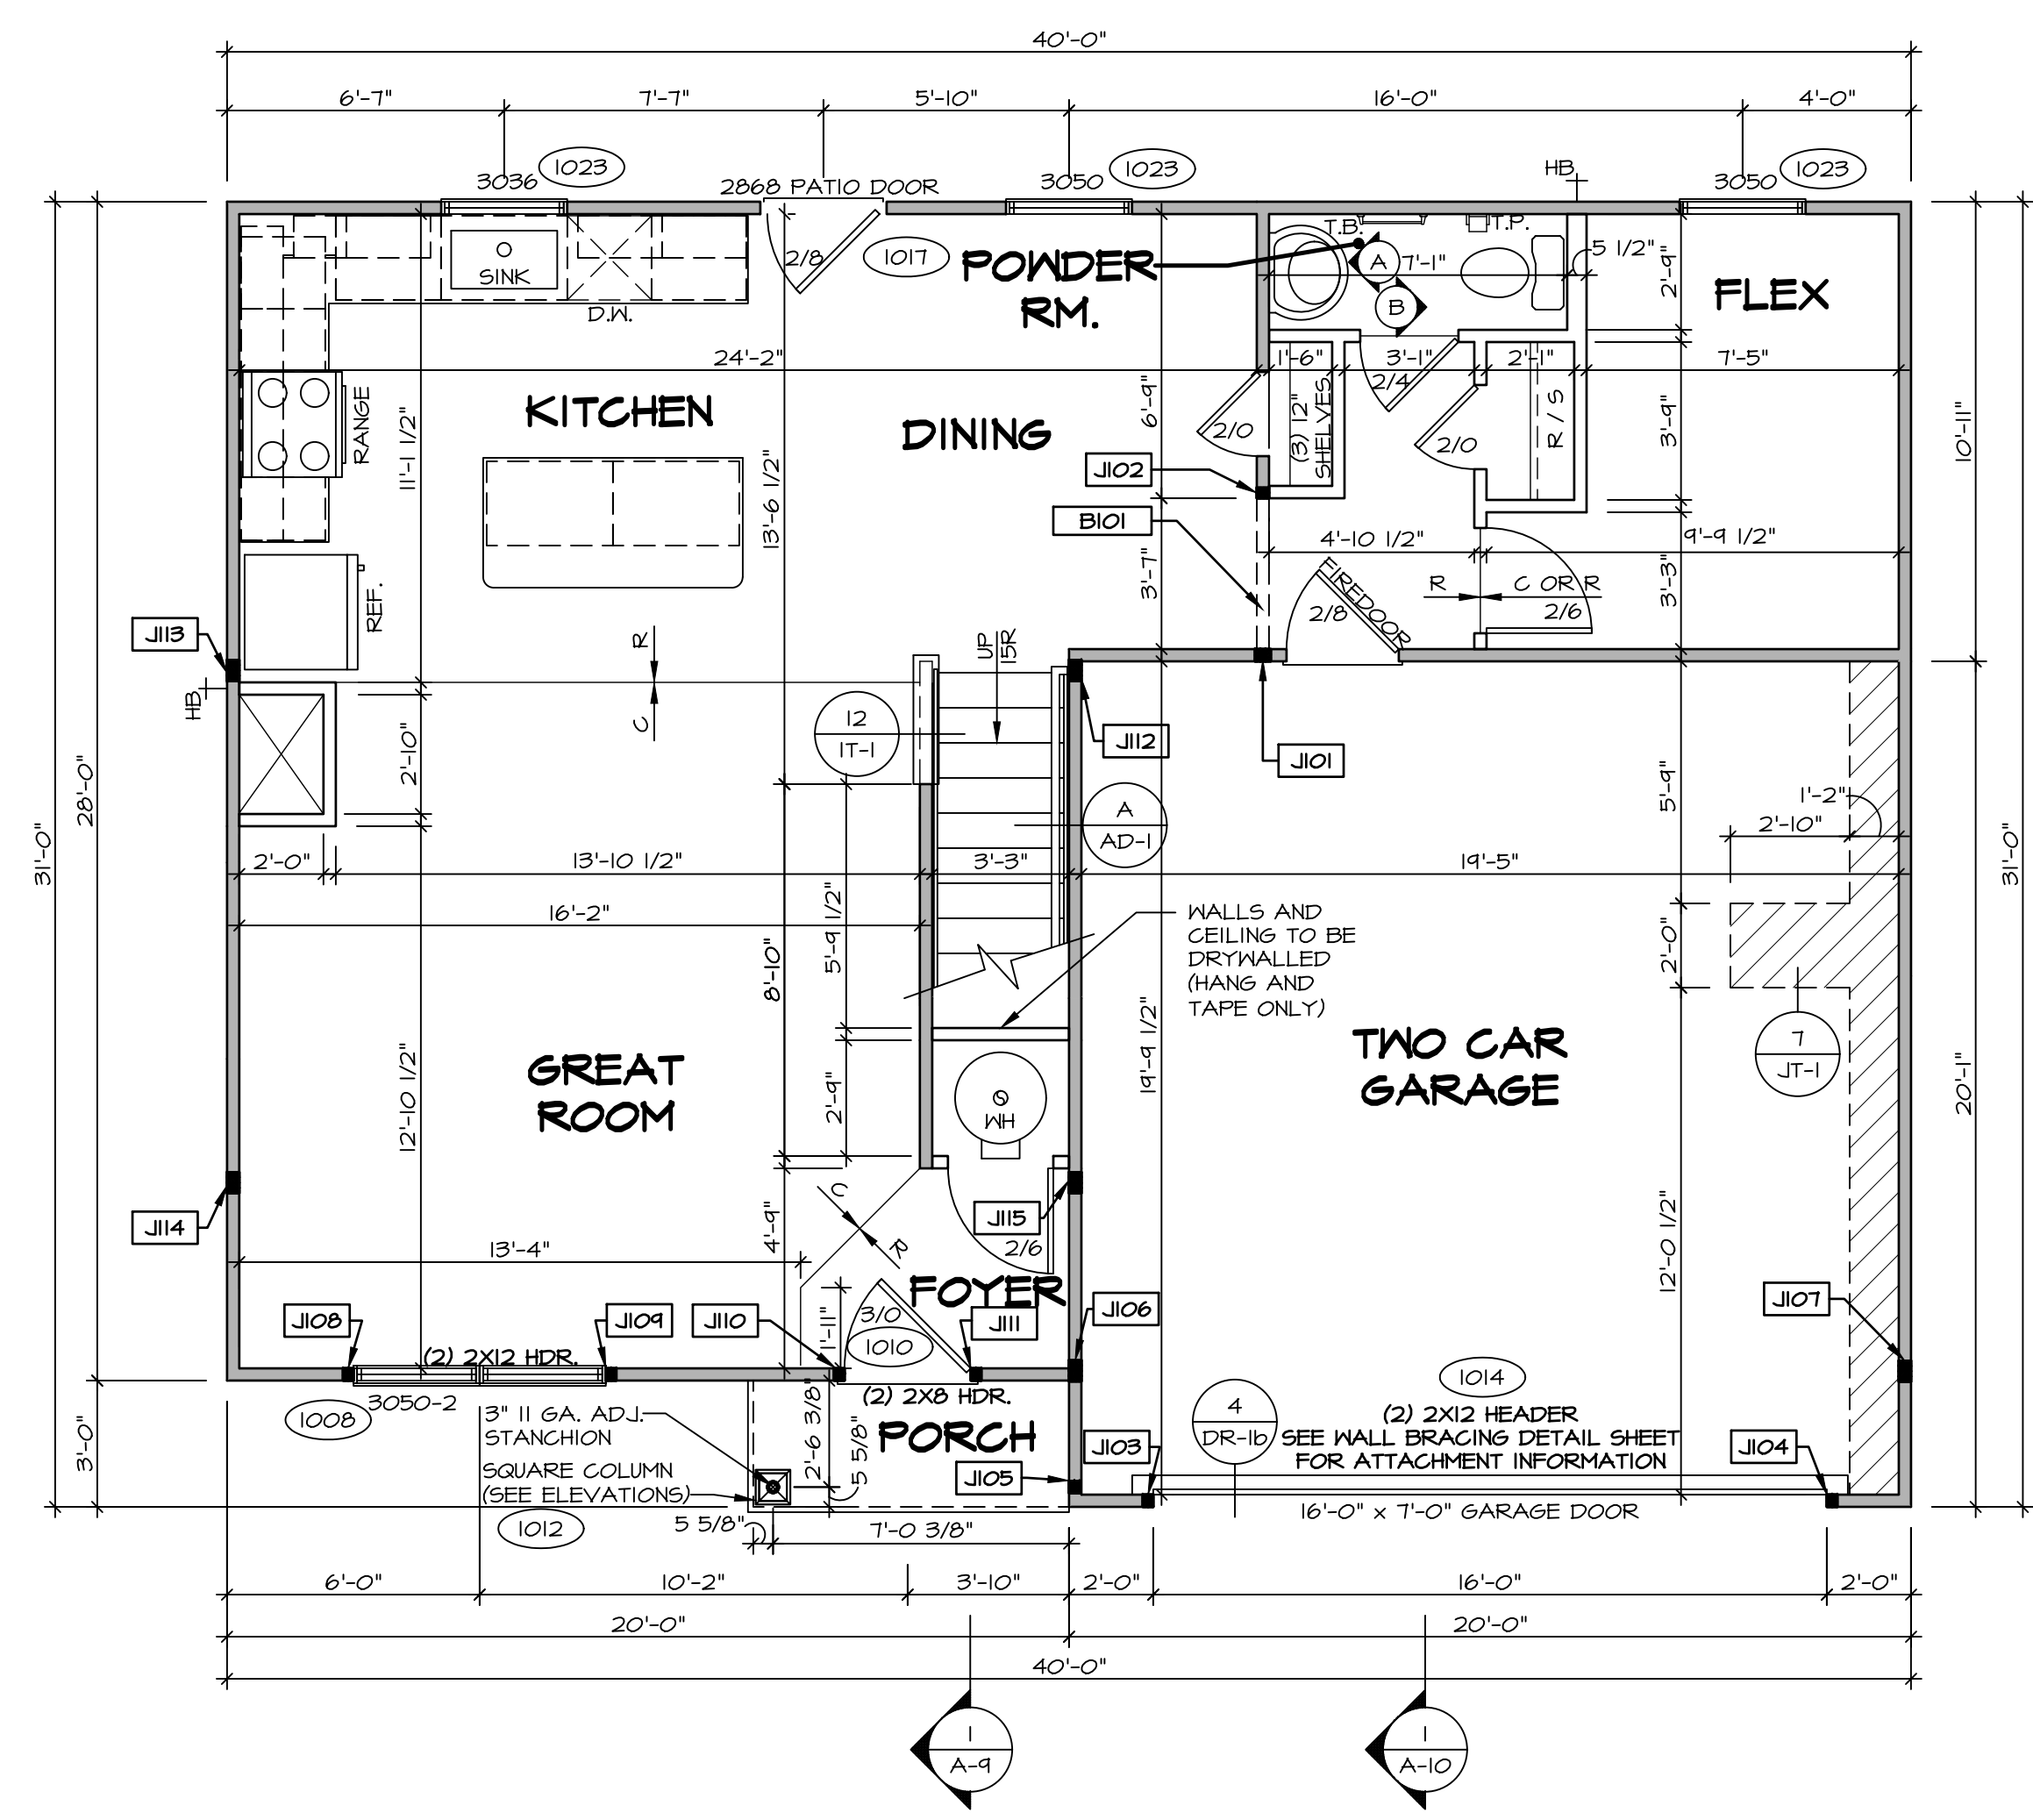 40'-0"
6'-7" 7'-7" 5'-10" 16'-0" 4'-0"
1023 1023 1023
3036 2868 PATIO DOOR 3050 HB 3050
T.B. T.P.
2/8 1017 POWDER A 7'-1" 5 1/2" 2'-9"
SINK RM. B FLEX
D.W.
24'-2" 1'-6" 3'-1" 2'-1" 7'-5"
2/4
RANGE 11'-1 1/2" KITCHEN DINING 6'-9" 2/0 (3) 12" 2/0 R / S 3'-9" 10'-11"
SHELVES
13'-6 1/2" J102
B101 4'-10 1/2" 9'-9 1/2"
REF. 3'-7" FIREDOOR R C OR R 3'-3"
2/8 2/6
J113 R UP
15R
HB C 12
1T-1 J112 J101
28'-0" 2'-10" 5'-9" 1'-2"
31'-0" A 2'-10" 31'-0"
AD-1
2'-0" 13'-10 1/2" 3'-3" 19'-5"
16'-2" WALLS AND
CEILING TO BE
8'-10" 5'-9 1/2" DRYWALLED 2'-0"
(HANG AND
TAPE ONLY)
19'-9 1/2" TWO CAR 7
JT-1
GREAT GARAGE
12'-10 1/2" ROOM 2'-9" WH 20'-1"
J114 C J115
4'-9" R 2/6 12'-0 1/2"
13'-4"
FOYER
J108 J109 J110 1'-11" 3/0 J111 J106 J107
1010
(2) 2X12 HDR.
1008 3050-2 (2) 2X8 HDR. 1014
3'-0" 3" 11 GA. ADJ. 2'-6 3/8" 4 (2) 2X12 HEADER
STANCHION 5 5/8" PORCH J103 DR-1b SEE WALL BRACING DETAIL SHEET J104
SQUARE COLUMN J105 FOR ATTACHMENT INFORMATION
(SEE ELEVATIONS)
1012 5 5/8" 7'-0 3/8" 16'-0" x 7'-0" GARAGE DOOR
6'-0" 10'-2" 3'-10" 2'-0" 16'-0" 2'-0"
20'-0" 20'-0"
40'-0"
1 1
A-9 A-10